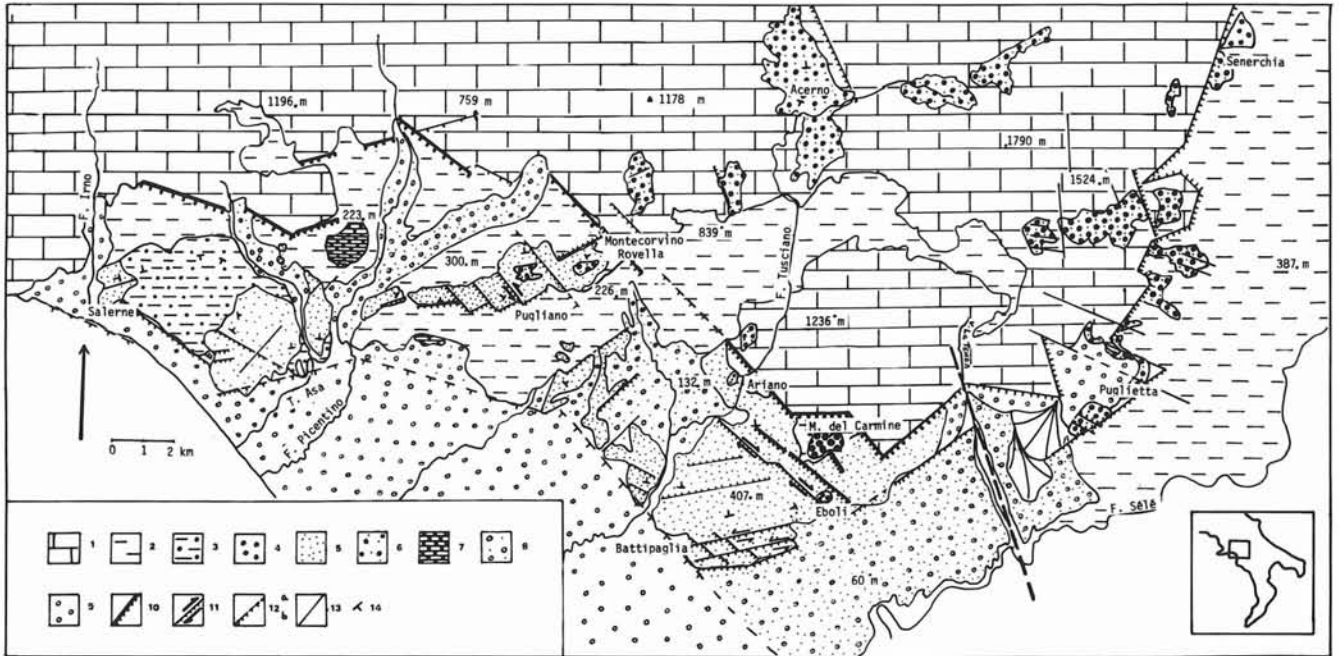 Senerchia
Acerno
1196.m
759 m
1178 m
1790 m
1524.m
F. Irno
223. m
839 m
Montecorvino
Rovella
F. Tusciano
387. m
300. m
226 m
Pugliano
Salerne
1236 m
132 m
Ariano
Puglietta
T. Asa
F. Picentino
M. del Carmine
0 1 2 km
407. m
Eboli
F. Sélé
Battipaglia
60 m
1 2 3 4 5 6 7 8
9 10 11 12 13 14